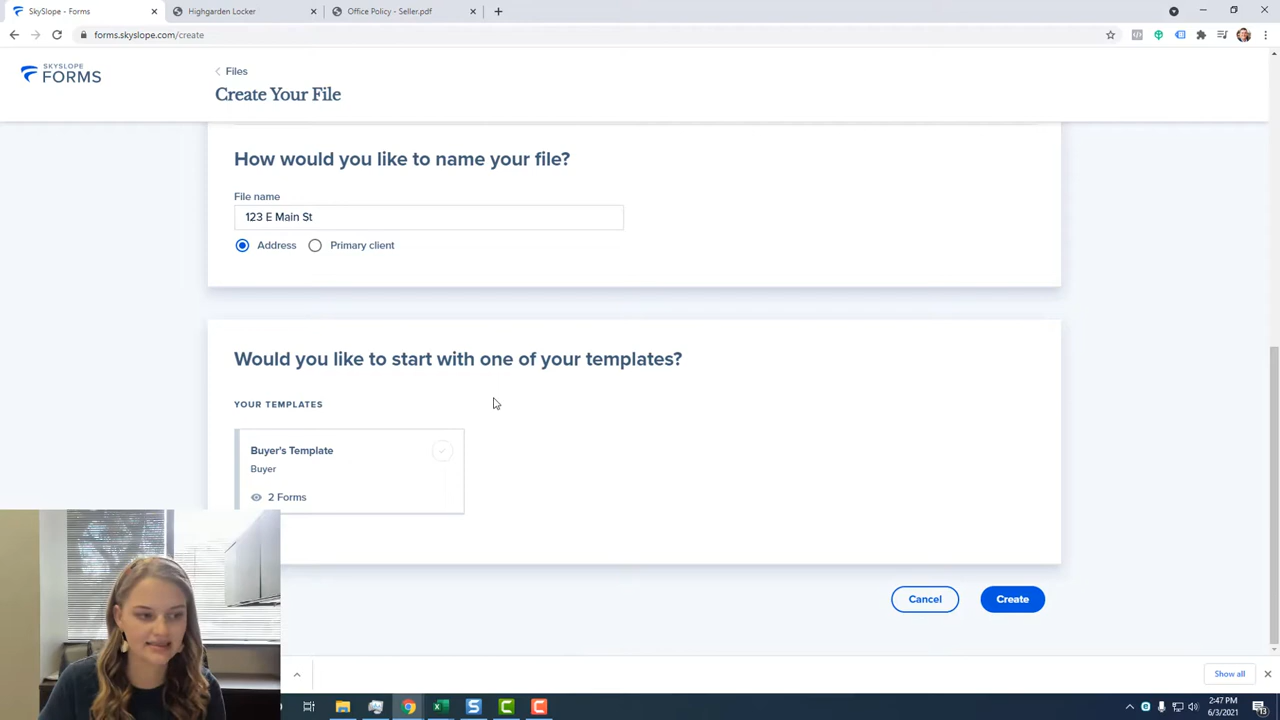 SkySlope - Forms
Highgarden Locker
Office Policy - Seller.pdf
forms.skyslope.com/create
SKYSLOPE
FORMS
Files
Create Your File
How would you like to name your file?
File name
123 E Main St
Address
Primary client
Would you like to start with one of your templates?
YOUR TEMPLATES
Buyer's Template
Buyer
2 Forms
Cancel
Create
Show all
2:47 PM
6/3/2021